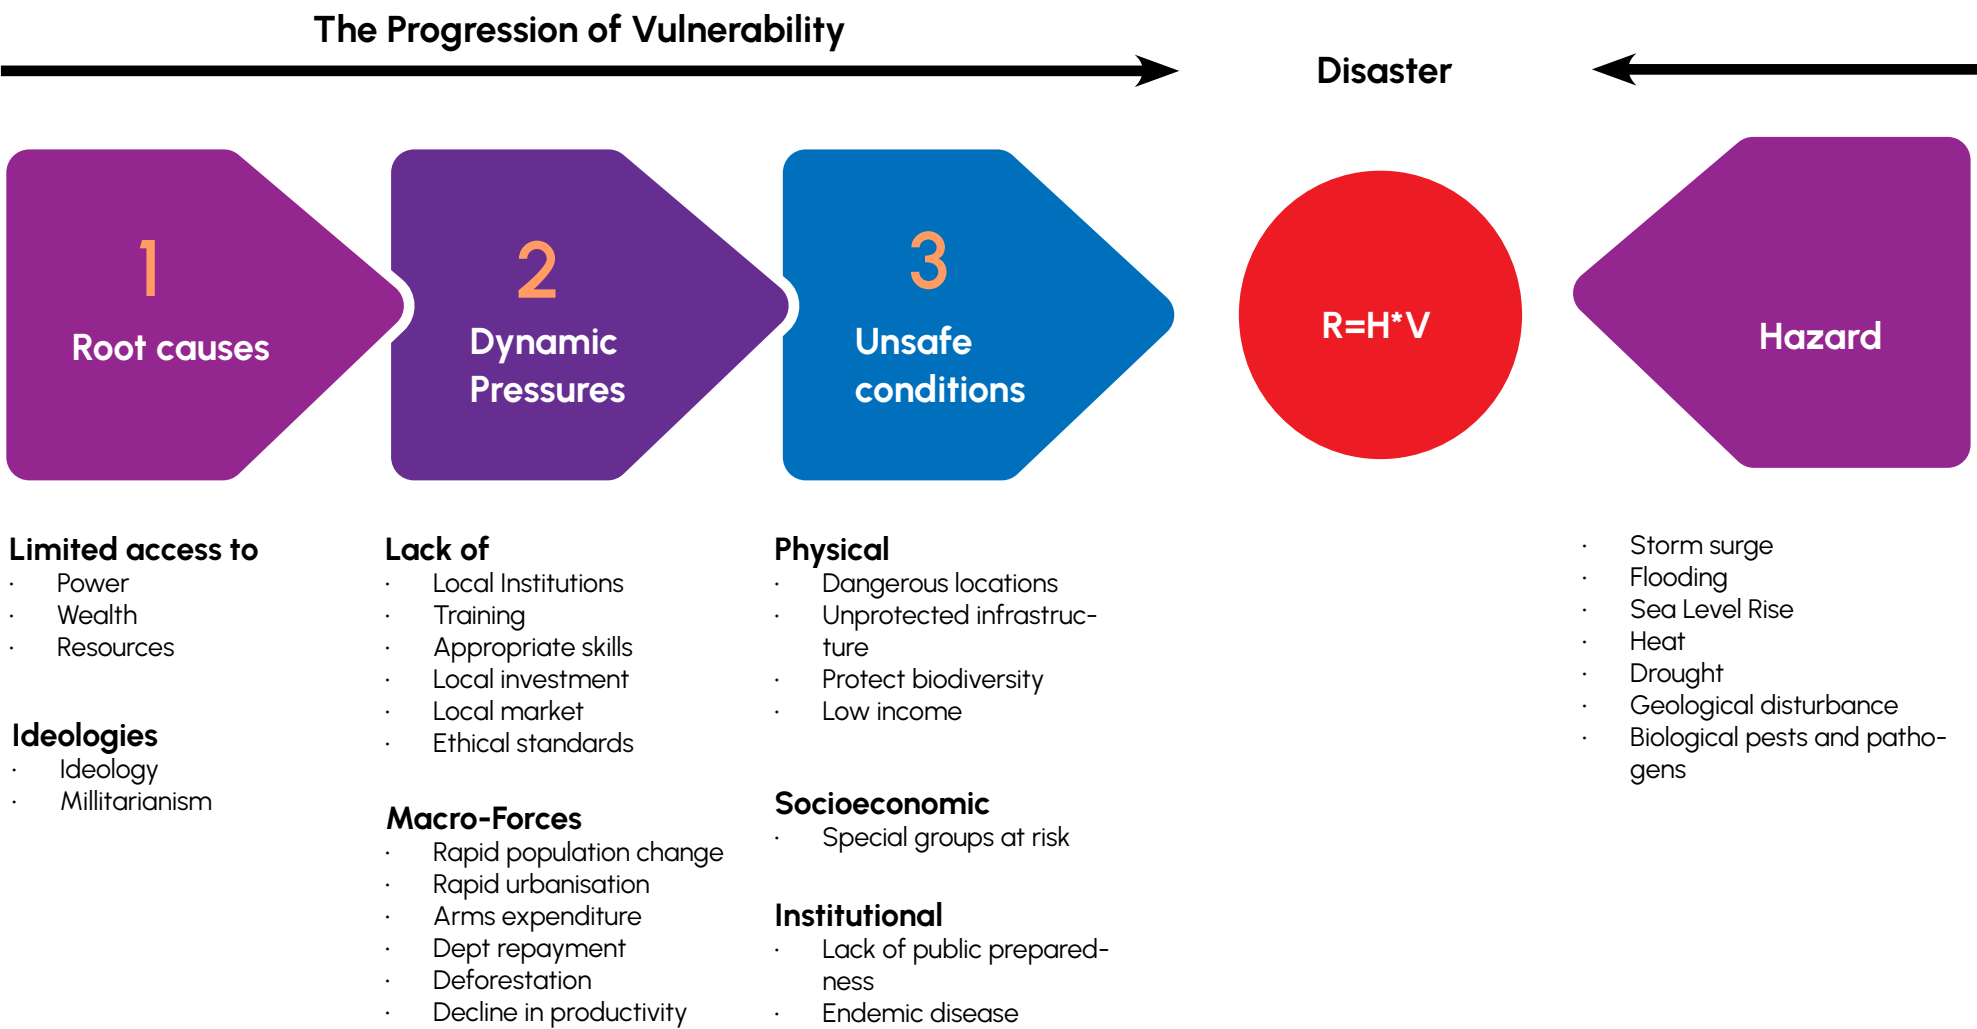 The Progression of Vulnerability
Disaster
1
Root causes
2
Dynamic
Pressures
3
Unsafe
conditions
R=H*V
Hazard
Limited access to
· Power
· Wealth
· Resources
Ideologies
· Ideology
· Millitarianism
Lack of
· Local Institutions
· Training
· Appropriate skills
· Local investment
· Local market
· Ethical standards
Macro-Forces
· Rapid population change
· Rapid urbanisation
· Arms expenditure
· Dept repayment
· Deforestation
· Decline in productivity
Physical
· Dangerous locations
· Unprotected infrastruc-
ture
· Protect biodiversity
· Low income
Socioeconomic
· Special groups at risk
Institutional
· Lack of public prepared-
ness
· Endemic disease
· Storm surge
· Flooding
· Sea Level Rise
· Heat
· Drought
· Geological disturbance
· Biological pests and patho-
gens